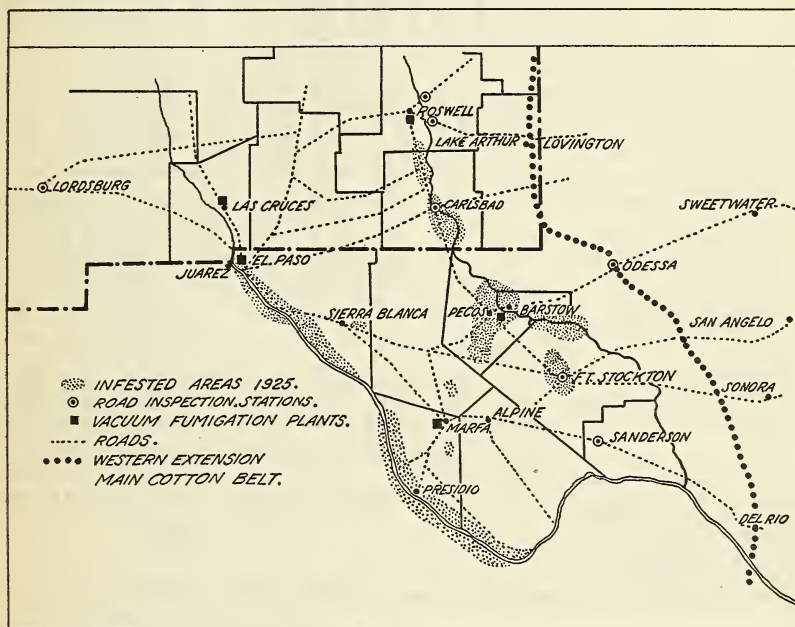 ROSWELL
LAKE ARTHUR
LOVINGTON
LORDSBURG
LAS CRUCES
CARLSBAD
SWEETWATER
EL PASO
JUAREZ
ODESSA
SIERRA BLANCA
PECOS
BARSTOW
SAN ANGELO
FT. STOCKTON
SONORA
INFESTED AREAS 1925.
ROAD INSPECTION STATIONS.
VACUUM FUMIGATION PLANTS.
ROADS.
WESTERN EXTENSION
MAIN COTTON BELT.
MARFA
ALPINE
SANDERSON
PRESIDIO
DEL RIO